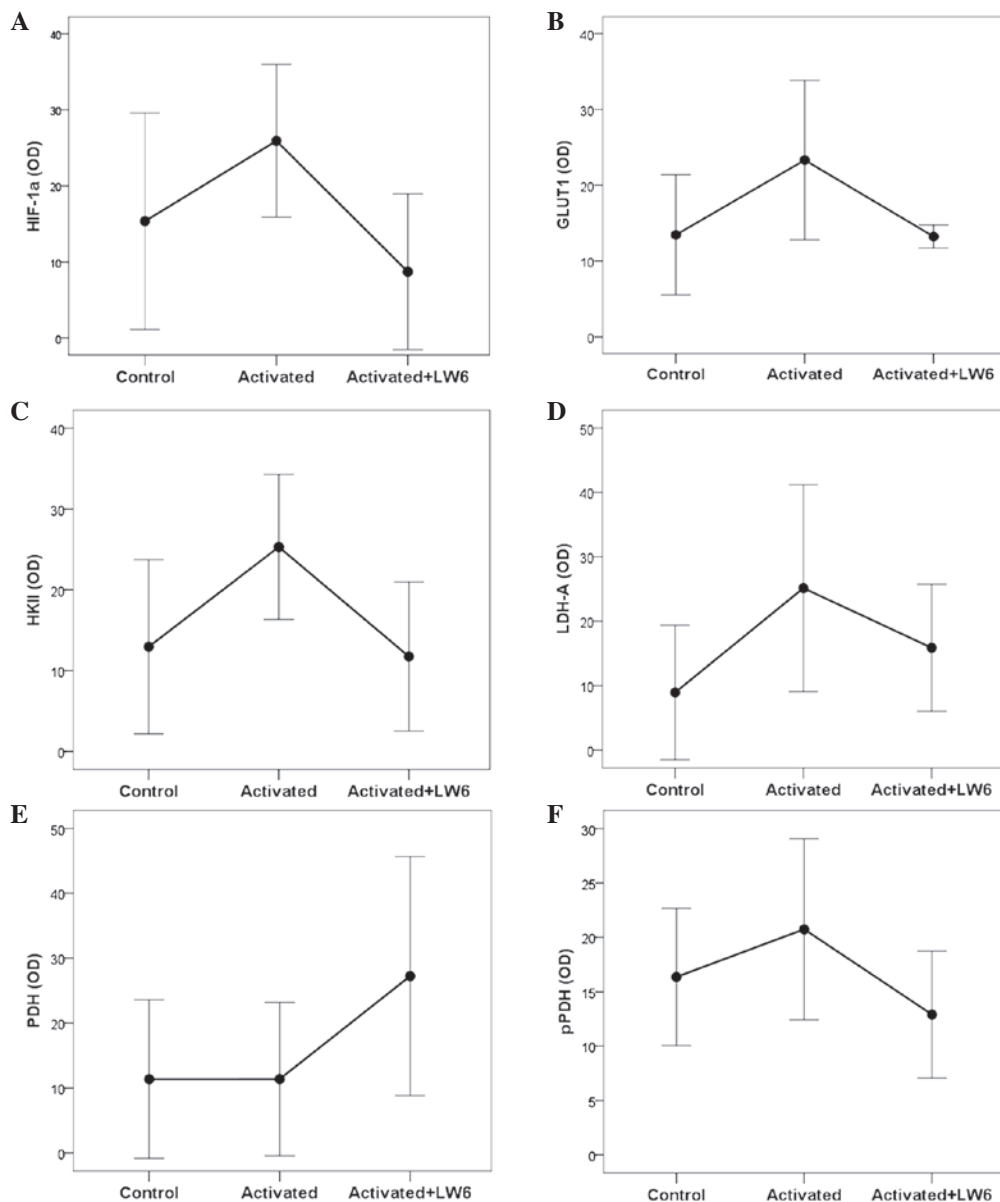 A
HIF-1a (OD)
40
30
20
10
0
Control Activated Activated+LW6
B
GLUT1 (OD)
40
30
20
10
0
Control Activated Activated+LW6
C
HKII (OD)
40
30
20
10
0
Control Activated Activated+LW6
D
LDH-A (OD)
50
40
30
20
10
0
Control Activated Activated+LW6
E
PDH (OD)
50
40
30
20
10
0
Control Activated Activated+LW6
F
pPDH (OD)
30
25
20
15
10
5
0
Control Activated Activated+LW6